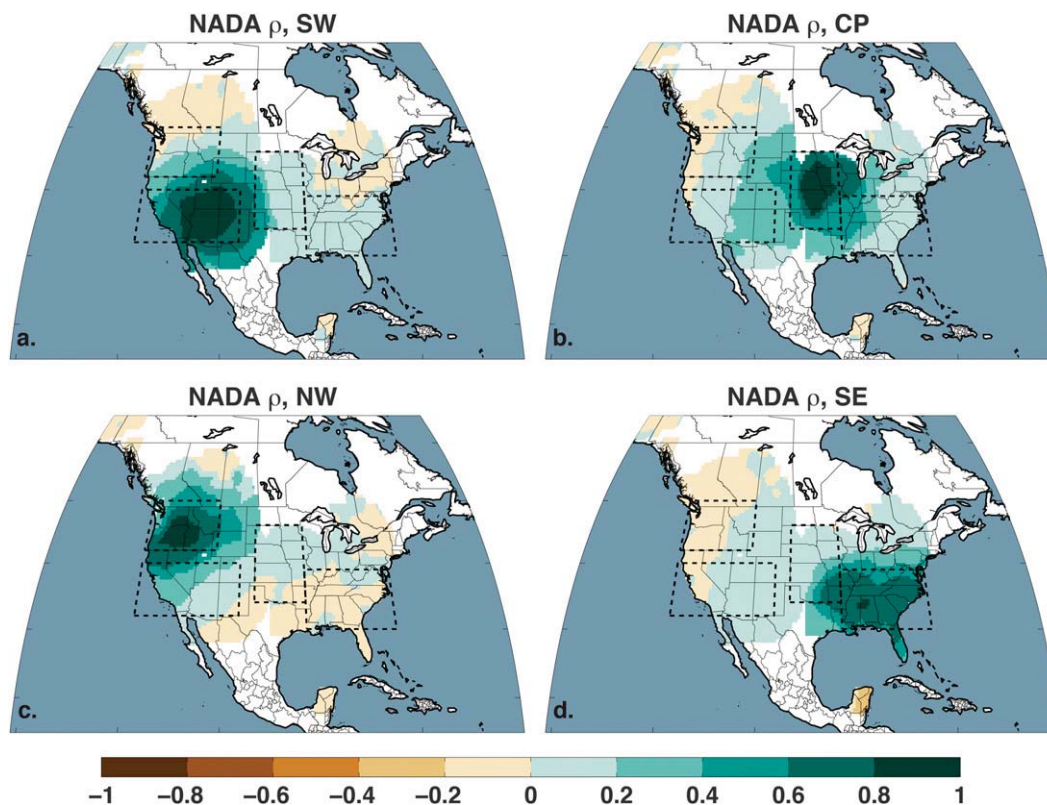 NADA ρ, SW
NADA ρ, CP
a.
b.
NADA ρ, NW
NADA ρ, SE
c.
d.
−1 −0.8 −0.6 −0.4 −0.2 0 0.2 0.4 0.6 0.8 1